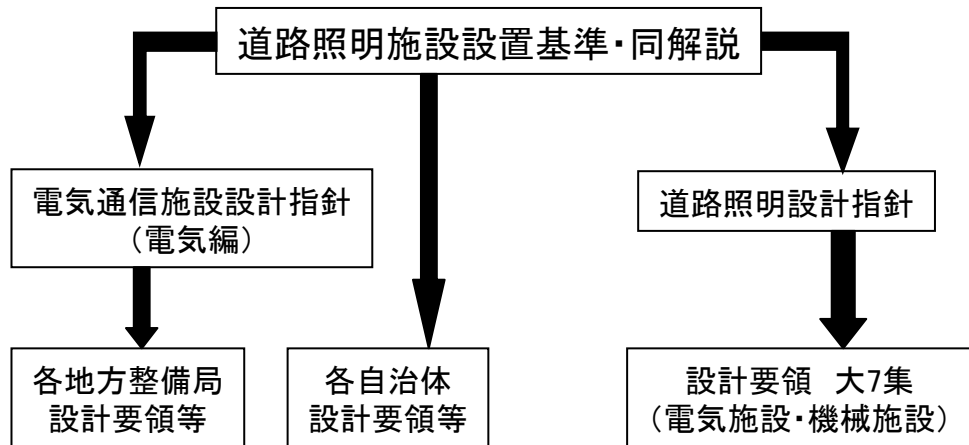 道路照明施設設置基準・同解説
電気通信施設設計指針
（電気編）
道路照明設計指針
各地方整備局
設計要領等
各自治体
設計要領等
設計要領　大7集
（電気施設・機械施設）